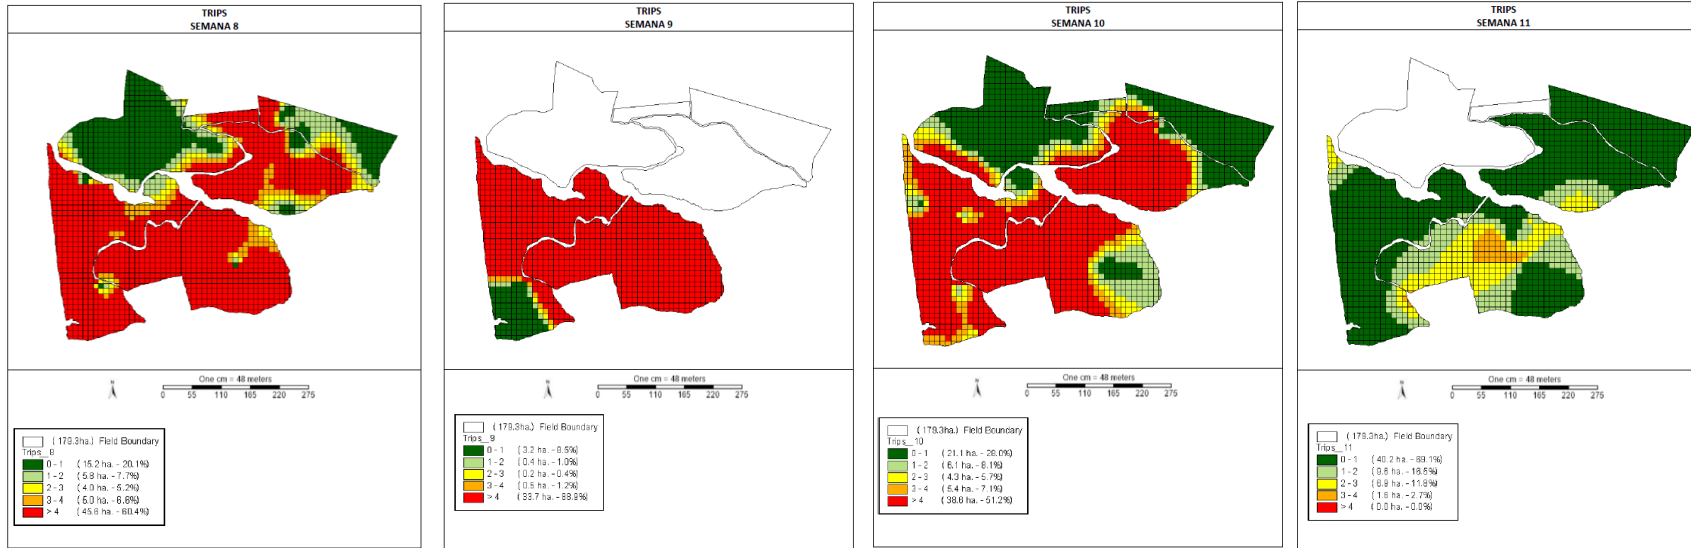 TRIPS
SEMANA 8
One cm = 48 meters
0 55 110 165 220 275
(179.3ha.) Field Boundary
Trips_8
0 - 1 (15.2 ha. - 20.1%)
1 - 2 (5.8 ha. - 7.7%)
2 - 3 (4.0 ha. - 5.2%)
3 - 4 (5.0 ha. - 6.6%)
> 4 (45.6 ha. - 60.4%)
TRIPS
SEMANA 9
One cm = 48 meters
0 55 110 165 220 275
(179.3ha.) Field Boundary
Trips_9
0 - 1 (3.2 ha. - 8.5%)
1 - 2 (0.4 ha. - 1.0%)
2 - 3 (0.2 ha. - 0.4%)
3 - 4 (0.5 ha. - 1.2%)
> 4 (33.7 ha. - 88.9%)
TRIPS
SEMANA 10
One cm = 48 meters
0 55 110 165 220 275
(179.3ha.) Field Boundary
Trips_10
0 - 1 (21.1 ha. - 28.0%)
1 - 2 (6.1 ha. - 8.1%)
2 - 3 (4.3 ha. - 5.7%)
3 - 4 (5.4 ha. - 7.1%)
> 4 (38.6 ha. - 51.2%)
TRIPS
SEMANA 11
One cm = 48 meters
0 55 110 165 220 275
(179.3ha.) Field Boundary
Trips_11
0 - 1 (40.2 ha. - 69.1%)
1 - 2 (9.6 ha. - 16.5%)
2 - 3 (6.9 ha. - 11.8%)
3 - 4 (1.6 ha. - 2.7%)
> 4 (0.0 ha. - 0.0%)